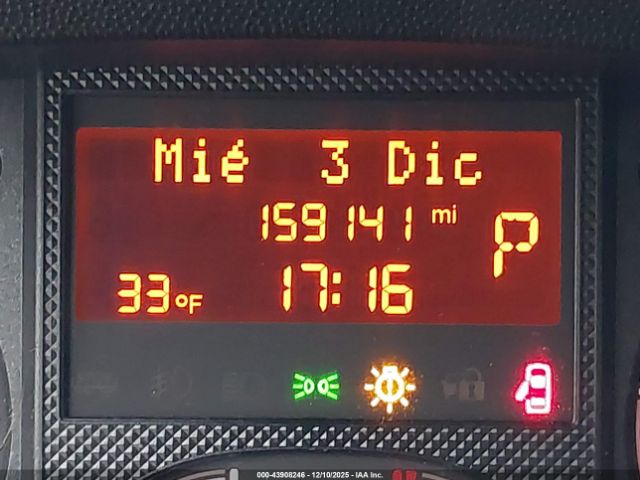 Mié 3 Dic
159141 mi
P
33°F 17:16
000-43908246 - 12/10/2025 - IAA Inc.